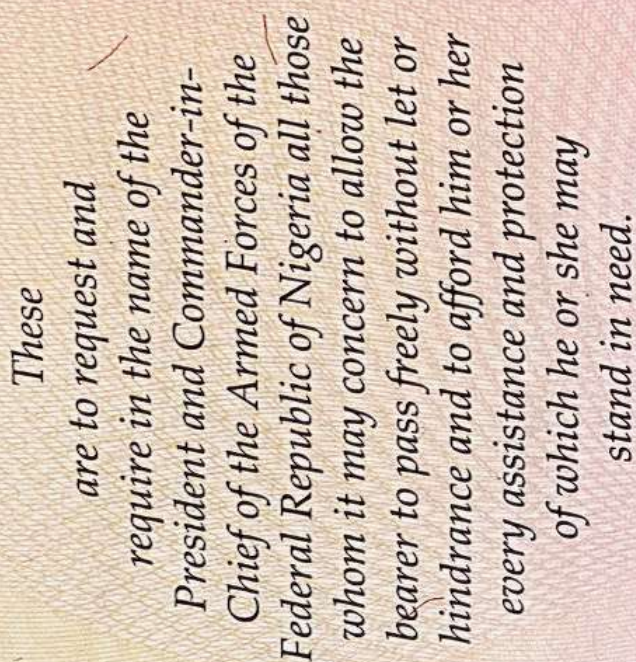 These
are to request and
require in the name of the
President and Commander-in-
Chief of the Armed Forces of the
Federal Republic of Nigeria all those
whom it may concern to allow the
bearer to pass freely without let or
hindrance and to afford him or her
every assistance and protection
of which he or she may
stand in need.